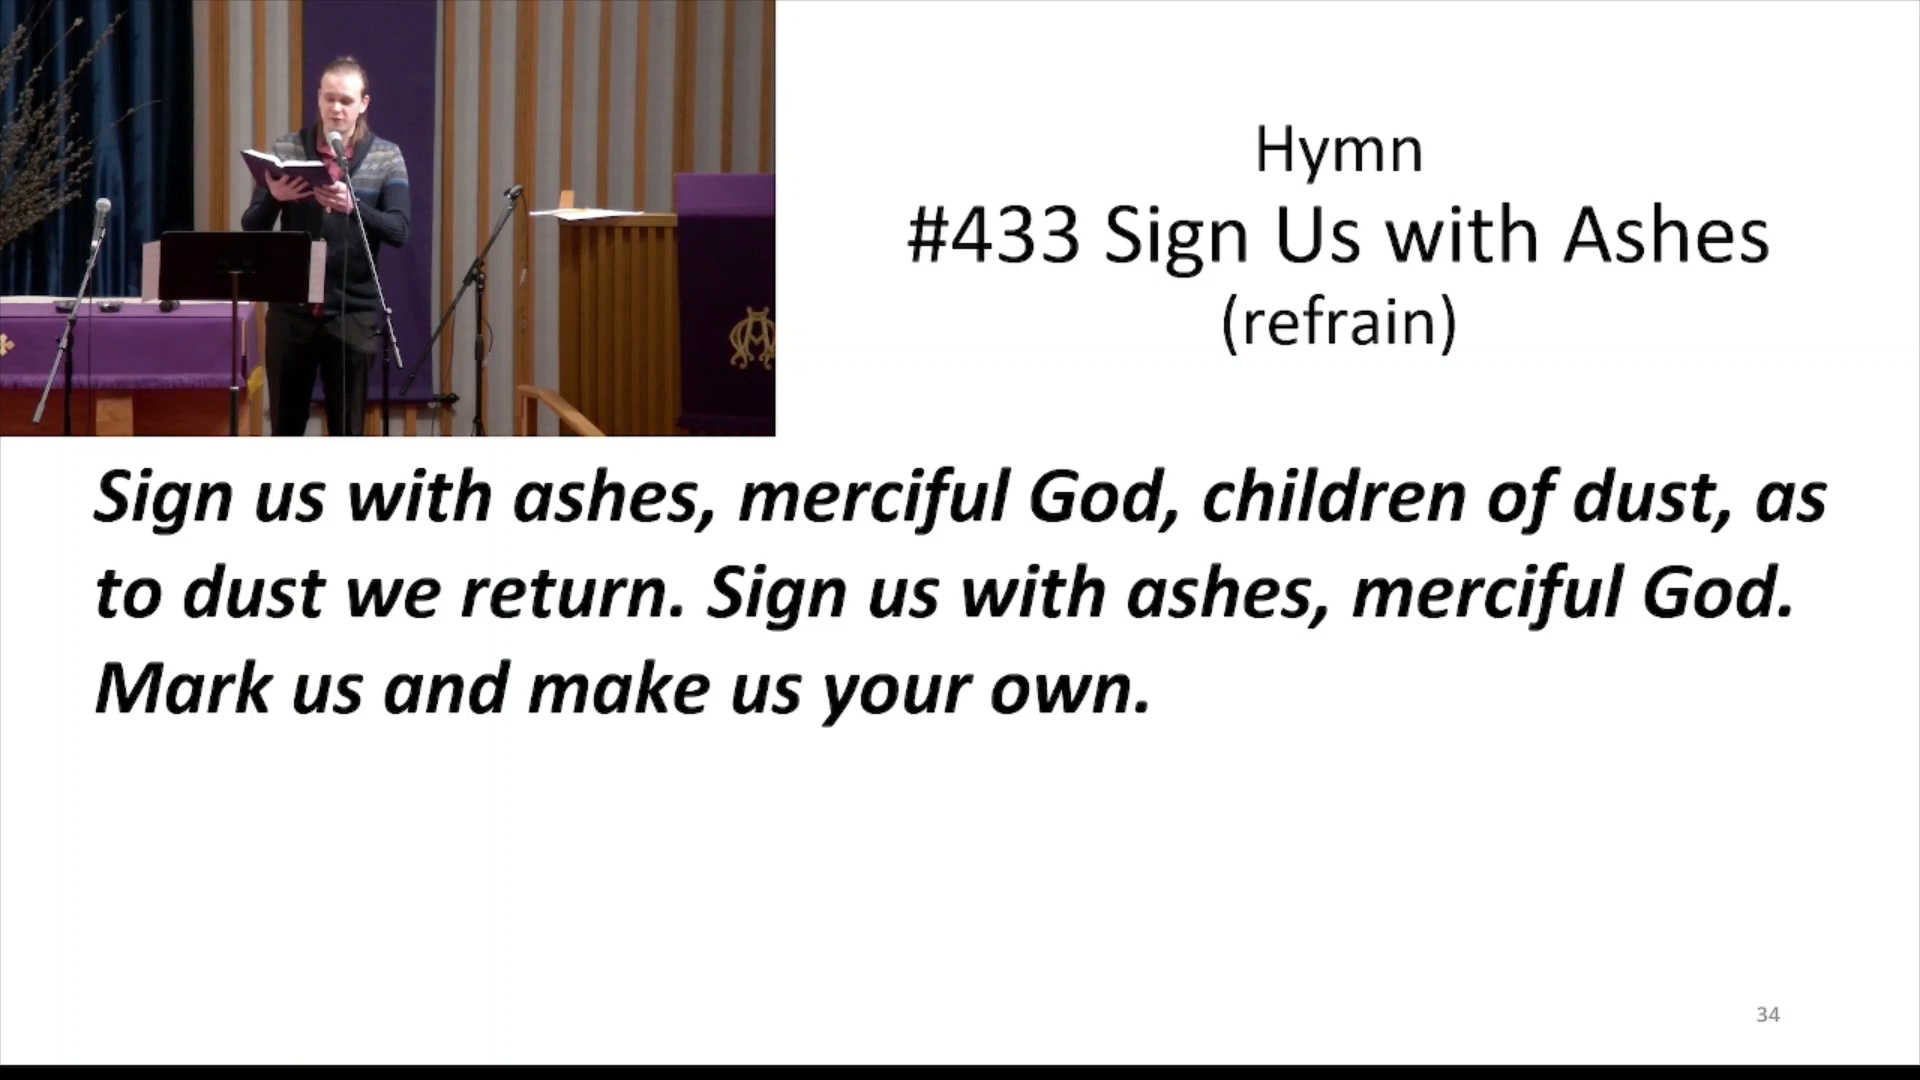 Hymn
#433 Sign Us with Ashes
(refrain)
Sign us with ashes, merciful God, children of dust, as
to dust we return. Sign us with ashes, merciful God.
Mark us and make us your own.
34